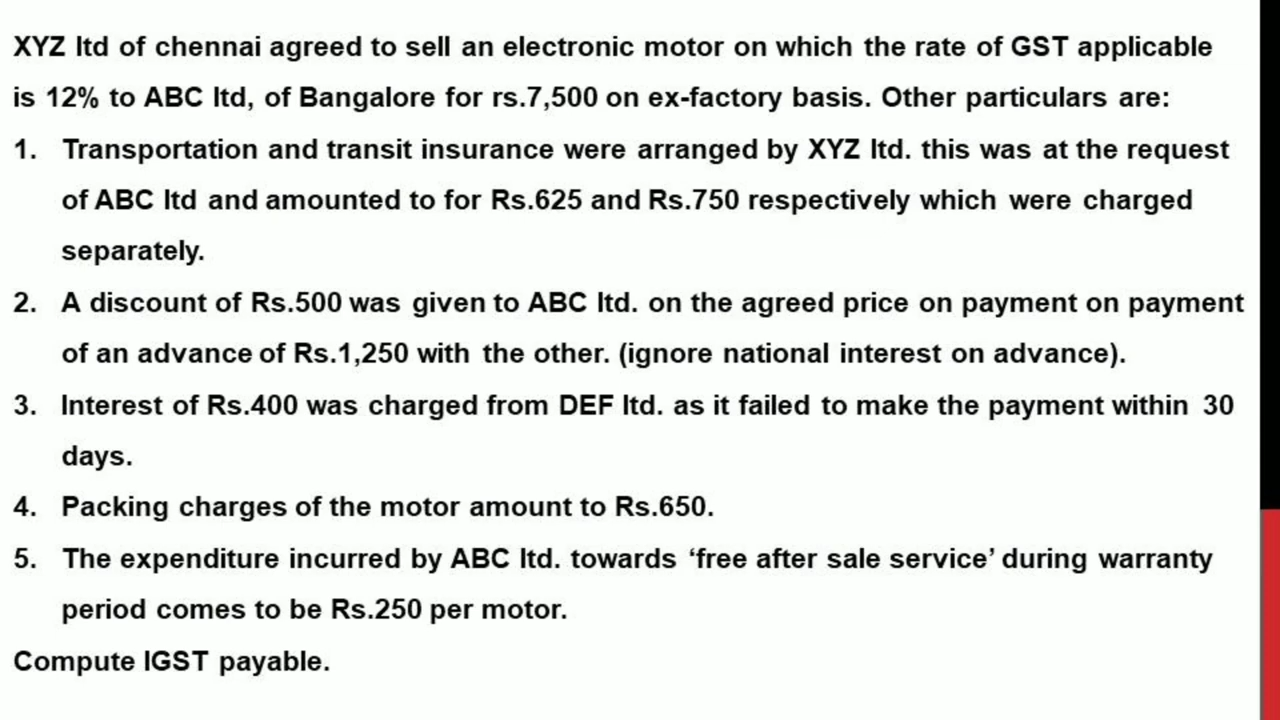 XYZ ltd of chennai agreed to sell an electronic motor on which the rate of GST applicable
is 12% to ABC ltd, of Bangalore for rs.7,500 on ex-factory basis. Other particulars are:
1. Transportation and transit insurance were arranged by XYZ ltd. this was at the request
of ABC ltd and amounted to for Rs.625 and Rs.750 respectively which were charged
separately.
2. A discount of Rs.500 was given to ABC ltd. on the agreed price on payment on payment
of an advance of Rs.1,250 with the other. (ignore national interest on advance).
3. Interest of Rs.400 was charged from DEF ltd. as it failed to make the payment within 30
days.
4. Packing charges of the motor amount to Rs.650.
5. The expenditure incurred by ABC ltd. towards ‘free after sale service’ during warranty
period comes to be Rs.250 per motor.
Compute IGST payable.